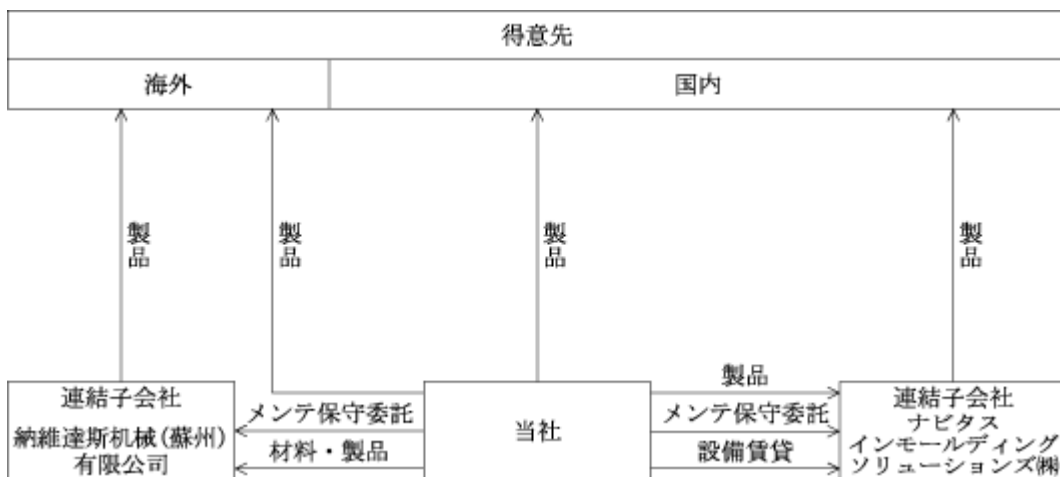 得意先
海外
国内
製品
製品
製品
製品
連結子会社
納維達斯机械(蘇州)
有限公司
メンテ保守委託
材料・製品
当社
製品
メンテ保守委託
設備賃貸
連結子会社
ナビタス
インモールディング
ソリューションズ㈱